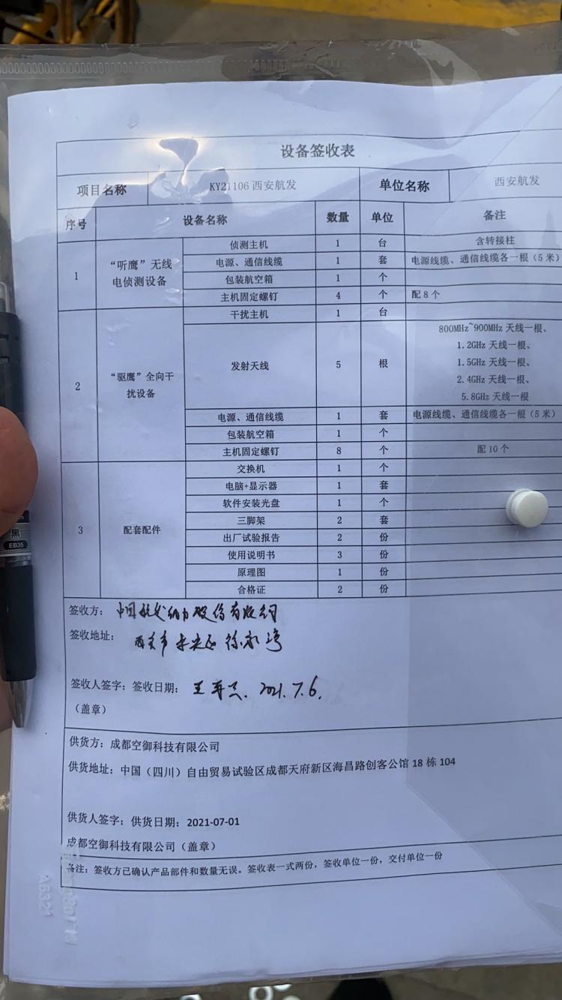 设备签收表
项目名称 KY21106 西安航发 单位名称 西安航发
序号 设备名称 数量 单位 备注
1 “听鹰”无线电侦测设备 侦测主机 1 台 含转接柱
电源、通信线缆 1 套 电源线缆、通信线缆各一根（5 米）
包装航空箱 1 个
主机固定螺钉 4 个 配 8 个
2 “驱鹰”全向干扰设备 干扰主机 1 台
发射天线 5 根 800MHz~900MHz 天线一根、
1.2GHz 天线一根、
1.5GHz 天线一根、
2.4GHz 天线一根、
5.8GHz 天线一根
电源、通信线缆 1 套 电源线缆、通信线缆各一根（5 米）
包装航空箱 1 个
主机固定螺钉 8 个 配 10 个
3 配套配件 交换机 1 个
电脑+显示器 1 套
软件安装光盘 1 个
三脚架 2 套
出厂试验报告 2 份
使用说明书 3 份
原理图 1 份
合格证 2 份
签收方： 中国航发动力股份有限公司
签收地址： 西安市未央区徐家湾
签收人签字：签收日期： 王 2021.7.6.
（盖章）
供货方：成都空御科技有限公司
供货地址：中国（四川）自由贸易试验区成都天府新区海昌路创客公馆 18 栋 104
供货人签字：供货日期：2021-07-01
成都空御科技有限公司（盖章）
备注：签收方已确认产品部件和数量无误。签收表一式两份，签收单位一份，交付单位一份
A6321
黑
EB35